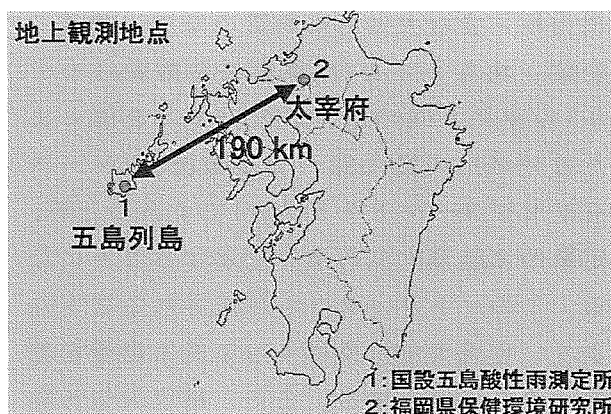 地上観測地点
2
太宰府
190 km
1
五島列島
1:国設五島酸性雨測定所
2:福岡県保健環境研究所